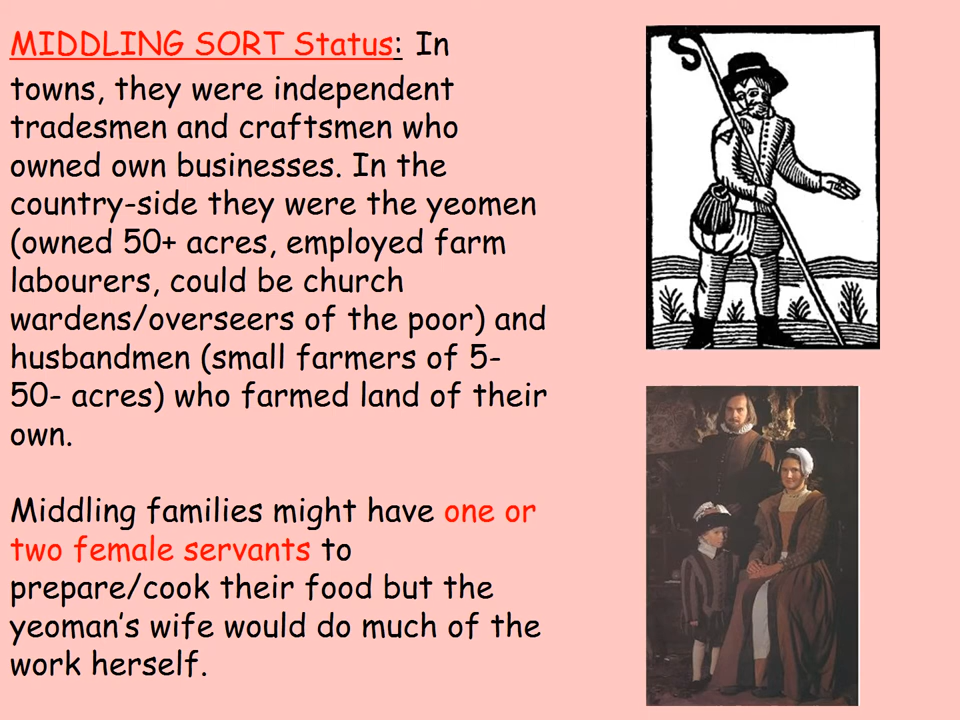 MIDDLING SORT Status: In
towns, they were independent
tradesmen and craftsmen who
owned own businesses. In the
country-side they were the yeomen
(owned 50+ acres, employed farm
labourers, could be church
wardens/overseers of the poor) and
husbandmen (small farmers of 5-
50- acres) who farmed land of their
own.
Middling families might have one or
two female servants to
prepare/cook their food but the
yeoman's wife would do much of the
work herself.